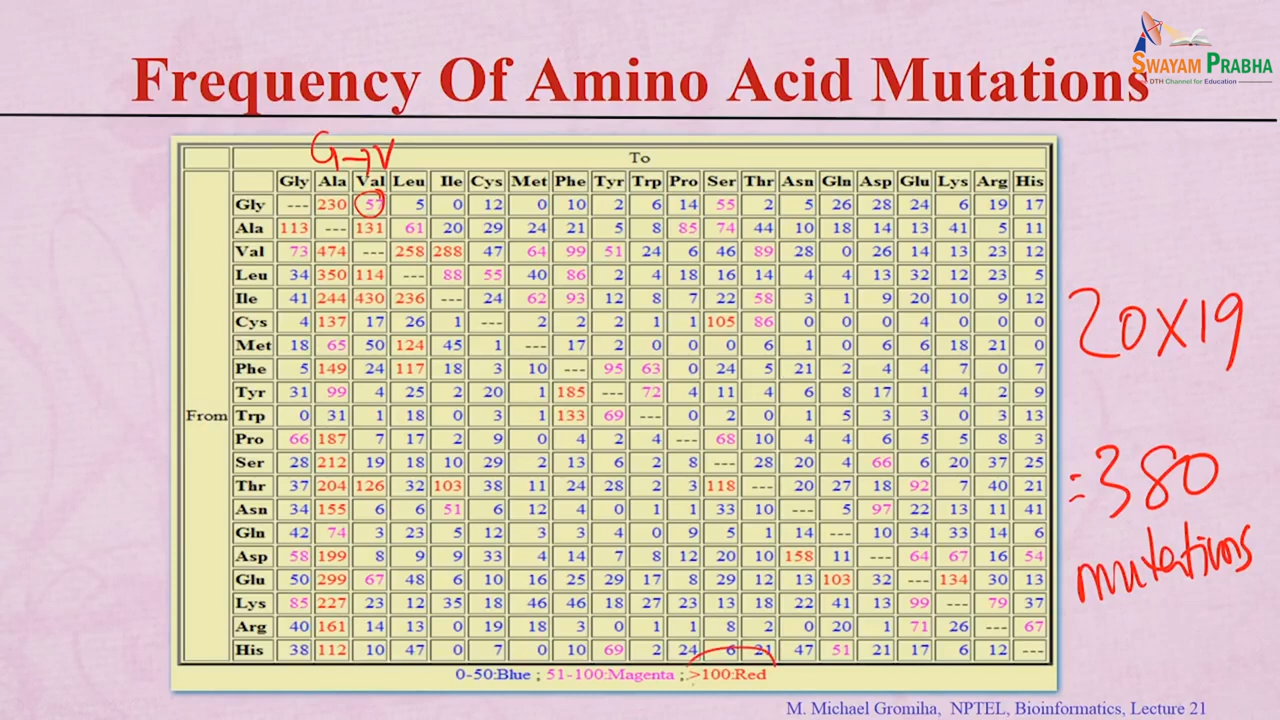 SWAYAM PRABHA
DTH Channel for Education
Frequency Of Amino Acid Mutations
G→V
To
Gly Ala Val Leu Ile Cys Met Phe Tyr Trp Pro Ser Thr Asn Gln Asp Glu Lys Arg His
Gly --- 230 57 5 0 12 0 10 2 6 14 55 2 5 26 28 24 6 19 17
Ala 113 --- 131 61 20 29 24 21 5 8 85 74 44 10 18 14 13 41 5 11
Val 73 474 --- 258 288 47 64 99 51 24 6 46 89 28 0 26 14 13 23 12
Leu 34 350 114 --- 88 55 40 86 2 4 18 16 14 4 4 13 32 12 23 5
Ile 41 244 430 236 --- 24 62 93 12 8 7 22 58 3 1 9 20 10 9 12
Cys 4 137 17 26 1 --- 2 2 2 1 1 105 86 0 0 0 4 0 0 0
Met 18 65 50 124 45 1 --- 17 2 0 0 0 6 1 0 6 6 18 21 0
Phe 5 149 24 117 18 3 10 --- 95 63 0 24 5 21 2 4 4 7 0 7
Tyr 31 99 4 25 2 20 1 185 --- 72 4 11 4 6 8 17 1 4 2 9
From Trp 0 31 1 18 0 3 1 133 69 --- 0 2 0 1 5 3 3 0 3 13
Pro 66 187 7 17 2 9 0 4 2 4 --- 68 10 4 4 6 5 5 8 3
Ser 28 212 19 18 10 29 2 13 6 2 8 --- 28 20 4 66 6 20 37 25
Thr 37 204 126 32 103 38 11 24 28 2 3 118 --- 20 27 18 92 7 40 21
Asn 34 155 6 6 51 6 12 4 0 1 1 33 10 --- 5 97 22 13 11 41
Gln 42 74 3 23 5 12 3 3 4 0 9 5 1 14 --- 10 34 33 14 6
Asp 58 199 8 9 9 33 4 14 7 8 12 20 10 158 11 --- 64 67 16 54
Glu 50 299 67 48 6 10 16 25 29 17 8 29 12 13 103 32 --- 134 30 13
Lys 85 227 23 12 35 18 46 46 18 27 23 13 18 22 41 13 99 --- 79 37
Arg 40 161 14 13 0 19 18 3 0 1 1 8 2 0 20 1 71 26 --- 67
His 38 112 10 47 0 7 0 10 69 2 24 6 21 47 51 21 17 6 12 ---
0-50:Blue ; 51-100:Magenta ; >100:Red
20X19
=380
mutations
M. Michael Gromiha, NPTEL, Bioinformatics, Lecture 21